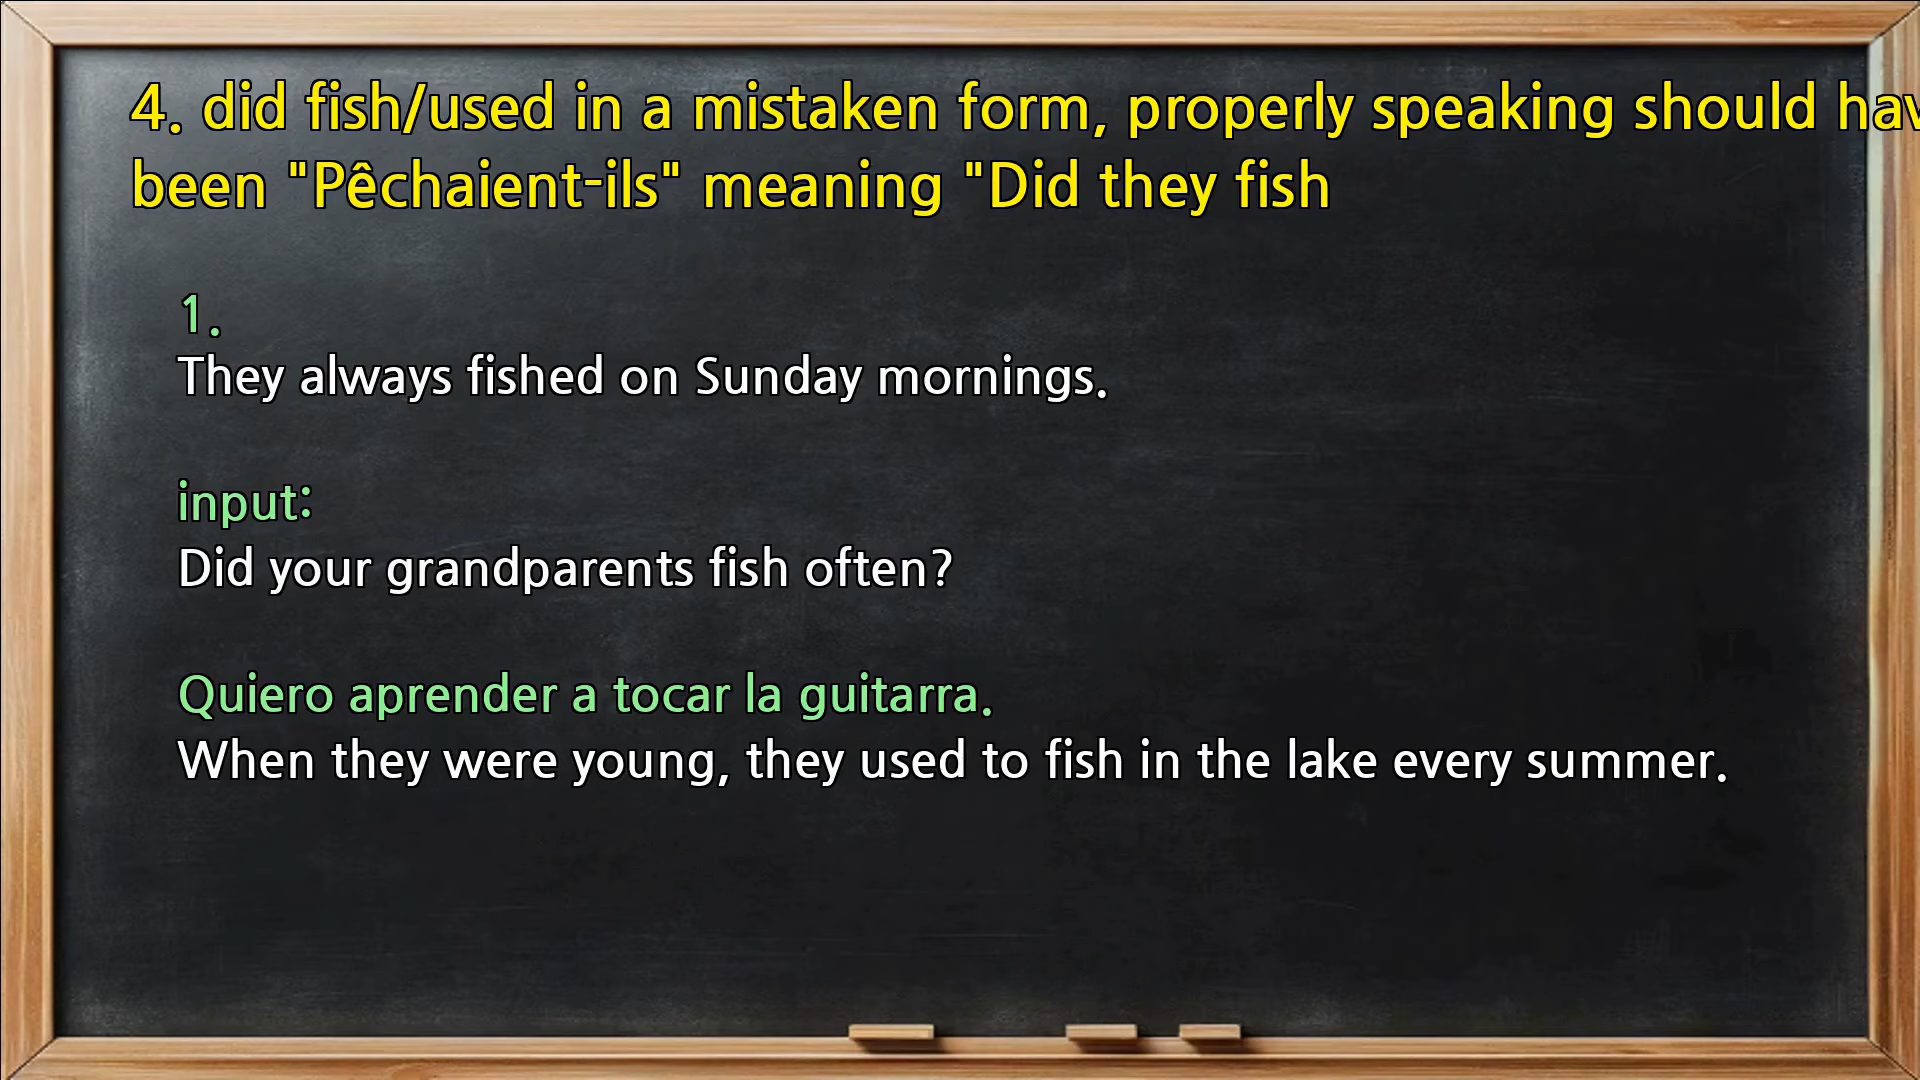 4. did fish/used in a mistaken form, properly speaking should hav
been "Pêchaient-ils" meaning "Did they fish
1.
They always fished on Sunday mornings.
input:
Did your grandparents fish often?
Quiero aprender a tocar la guitarra.
When they were young, they used to fish in the lake every summer.